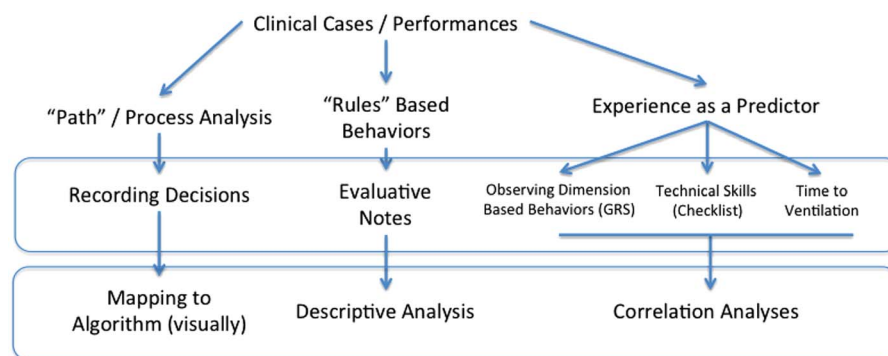 Clinical Cases / Performances
“Path” / Process Analysis
“Rules” Based
Behaviors
Experience as a Predictor
Recording Decisions
Evaluative
Notes
Observing Dimension
Based Behaviors (GRS)
Technical Skills
(Checklist)
Time to
Ventilation
Mapping to
Algorithm (visually)
Descriptive Analysis
Correlation Analyses